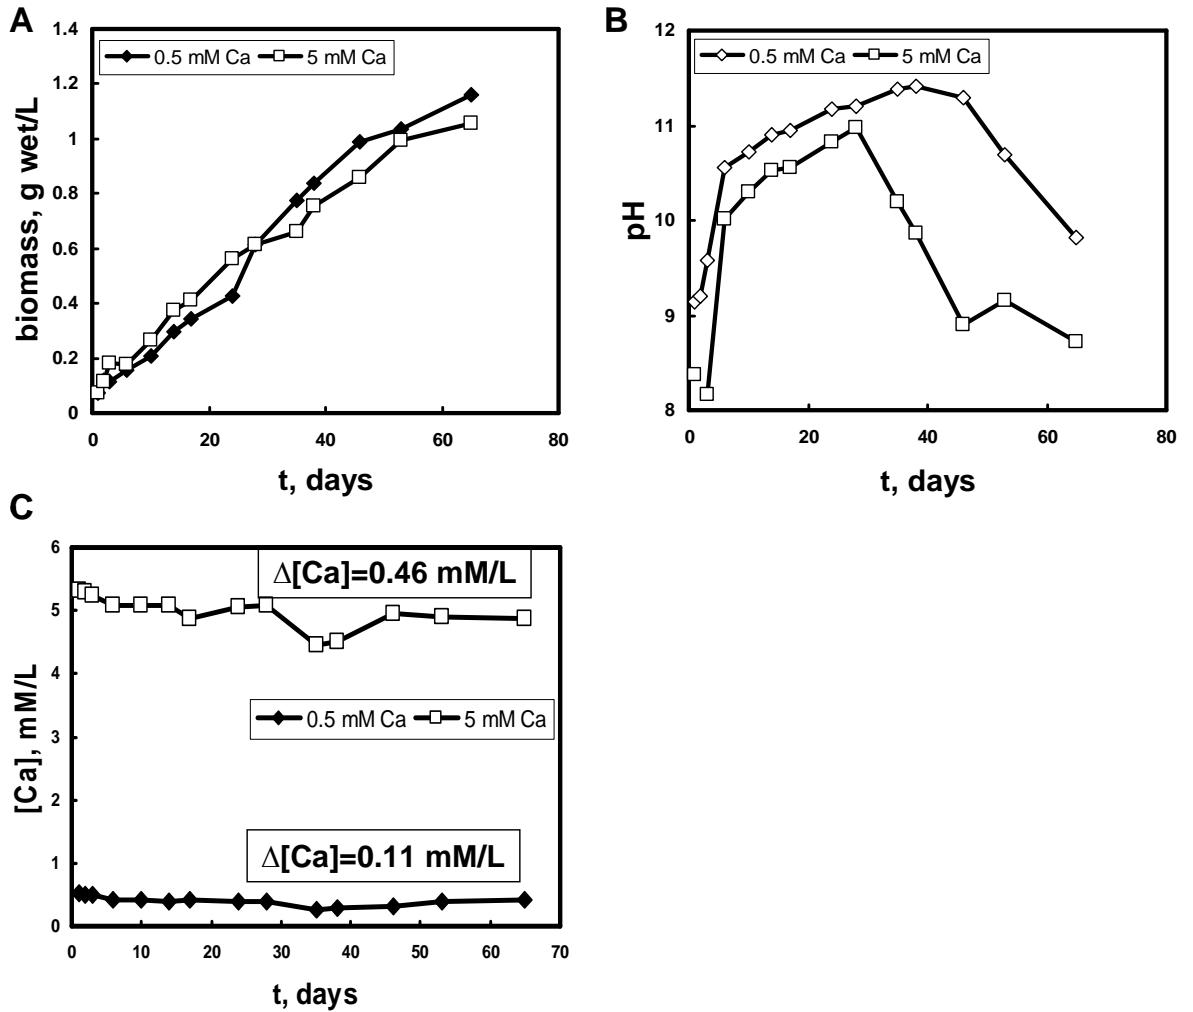 A
1.4
1.2
1
0.8
0.6
0.4
0.2
0
0 20 40 60 80
biomass, g wet/L
t, days
0.5 mM Ca 5 mM Ca
B
12
11
10
9
8
0 20 40 60 80
pH
t, days
0.5 mM Ca 5 mM Ca
C
6
5
4
3
2
1
0
0 10 20 30 40 50 60 70
[Ca], mM/L
t, days
Δ[Ca]=0.46 mM/L
0.5 mM Ca 5 mM Ca
Δ[Ca]=0.11 mM/L